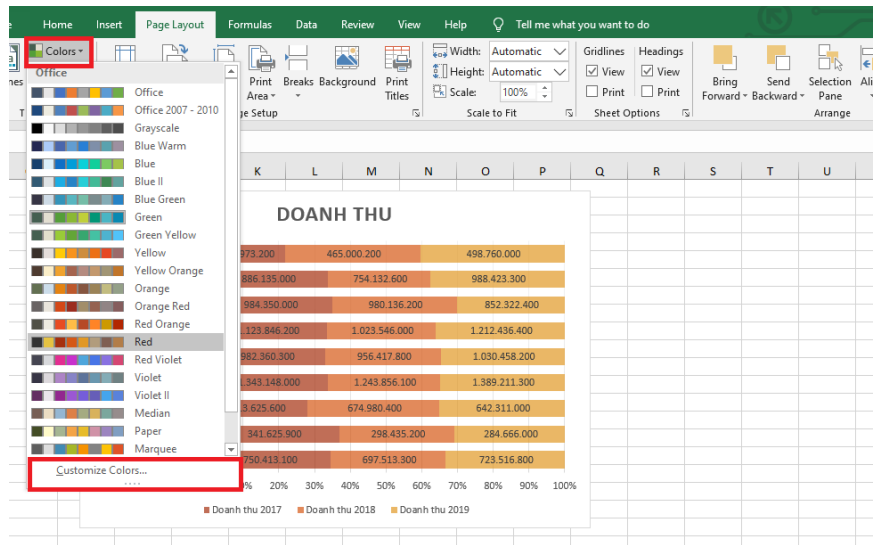 Home Insert Page Layout Formulas Data Review View Help Tell me what you want to do
Colors
Width: Automatic
Height: Automatic
Scale: 100%
Gridlines Headings
View View
Print Print
Print Area
Breaks
Background
Print Titles
Bring Forward
Send Backward
Selection Pane
Scale to Fit
Sheet Options
Arrange
Office
Office
Office 2007 - 2010
Grayscale
Blue Warm
Blue
Blue II
Blue Green
Green
Green Yellow
Yellow
Yellow Orange
Orange
Orange Red
Red Orange
Red
Red Violet
Violet
Violet II
Median
Paper
Marquee
Customize Colors...
K L M N O P Q R S T U
DOANH THU
973.200 465.000.200 498.760.000
886.135.000 754.132.600 988.423.300
984.350.000 980.136.200 852.322.400
.123.846.200 1.023.546.000 1.212.436.400
982.360.300 956.417.800 1.030.458.200
.343.148.000 1.243.856.100 1.389.211.300
3.625.600 674.980.400 642.311.000
341.625.900 298.435.200 284.666.000
750.413.100 697.513.300 723.516.800
20% 30% 40% 50% 60% 70% 80% 90% 100%
Doanh thu 2017 Doanh thu 2018 Doanh thu 2019